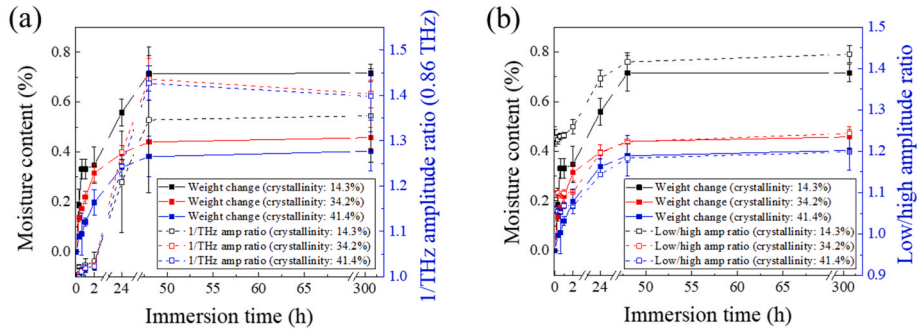 (a)
Moisture content (%)
0.8
0.6
0.4
0.2
0.0
0 2 24 50 300
Immersion time (h)
1/THz amplitude ratio (0.86 THz)
1.5
1.4
1.3
1.2
1.1
1.0
Weight change (crystallinity: 14.3%)
Weight change (crystallinity: 34.2%)
Weight change (crystallinity: 41.4%)
1/THz amp ratio (crystallinity: 14.3%)
1/THz amp ratio (crystallinity: 34.2%)
1/THz amp ratio (crystallinity: 41.4%)
(b)
Moisture content (%)
0.8
0.6
0.4
0.2
0.0
0 2 24 50 300
Immersion time (h)
Low/high amplitude ratio
1.5
1.4
1.3
1.2
1.1
1.0
0.9
Weight change (crystallinity: 14.3%)
Weight change (crystallinity: 34.2%)
Weight change (crystallinity: 41.4%)
Low/high amp ratio (crystallinity: 14.3%)
Low/high amp ratio (crystallinity: 34.2%)
Low/high amp ratio (crystallinity: 41.4%)